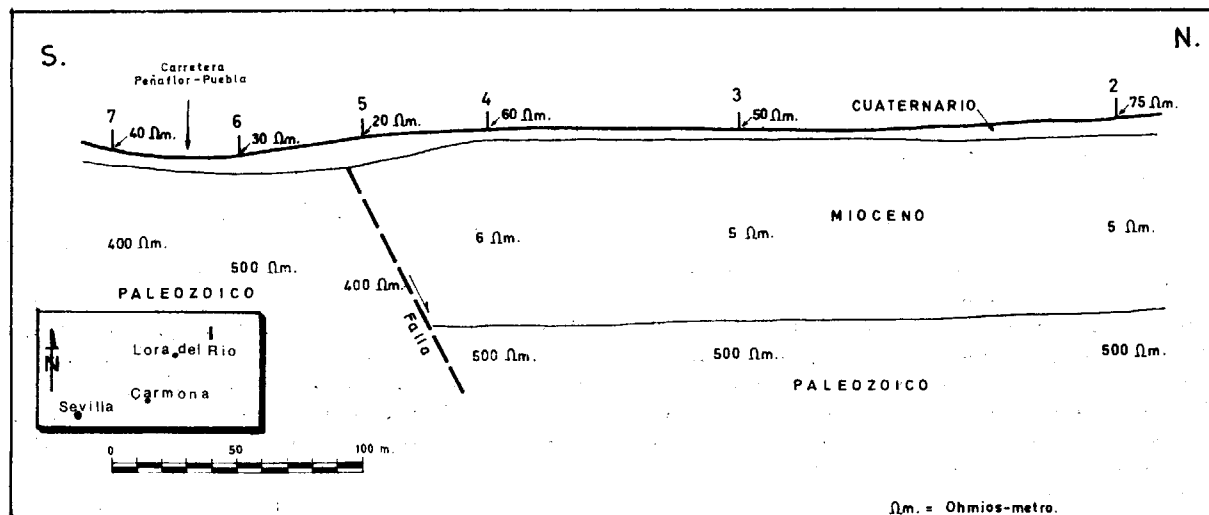 S.
N.
Carretera
Peñaflor-Puebla
7
40 Ωm.
6
30 Ωm.
5
20 Ωm.
4
60 Ωm.
3
50 Ωm.
CUATERNARIO
2
75 Ωm.
MIOCENO
400 Ωm.
500 Ωm.
400 Ωm.
6 Ωm.
5 Ωm.
5 Ωm.
PALEOZOICO
Falla
500 Ωm.
500 Ωm.
500 Ωm.
PALEOZOICO
N
Lora del Rio
Carmona
Sevilla
0 50 100 m.
Ωm. = Ohmios-metro.